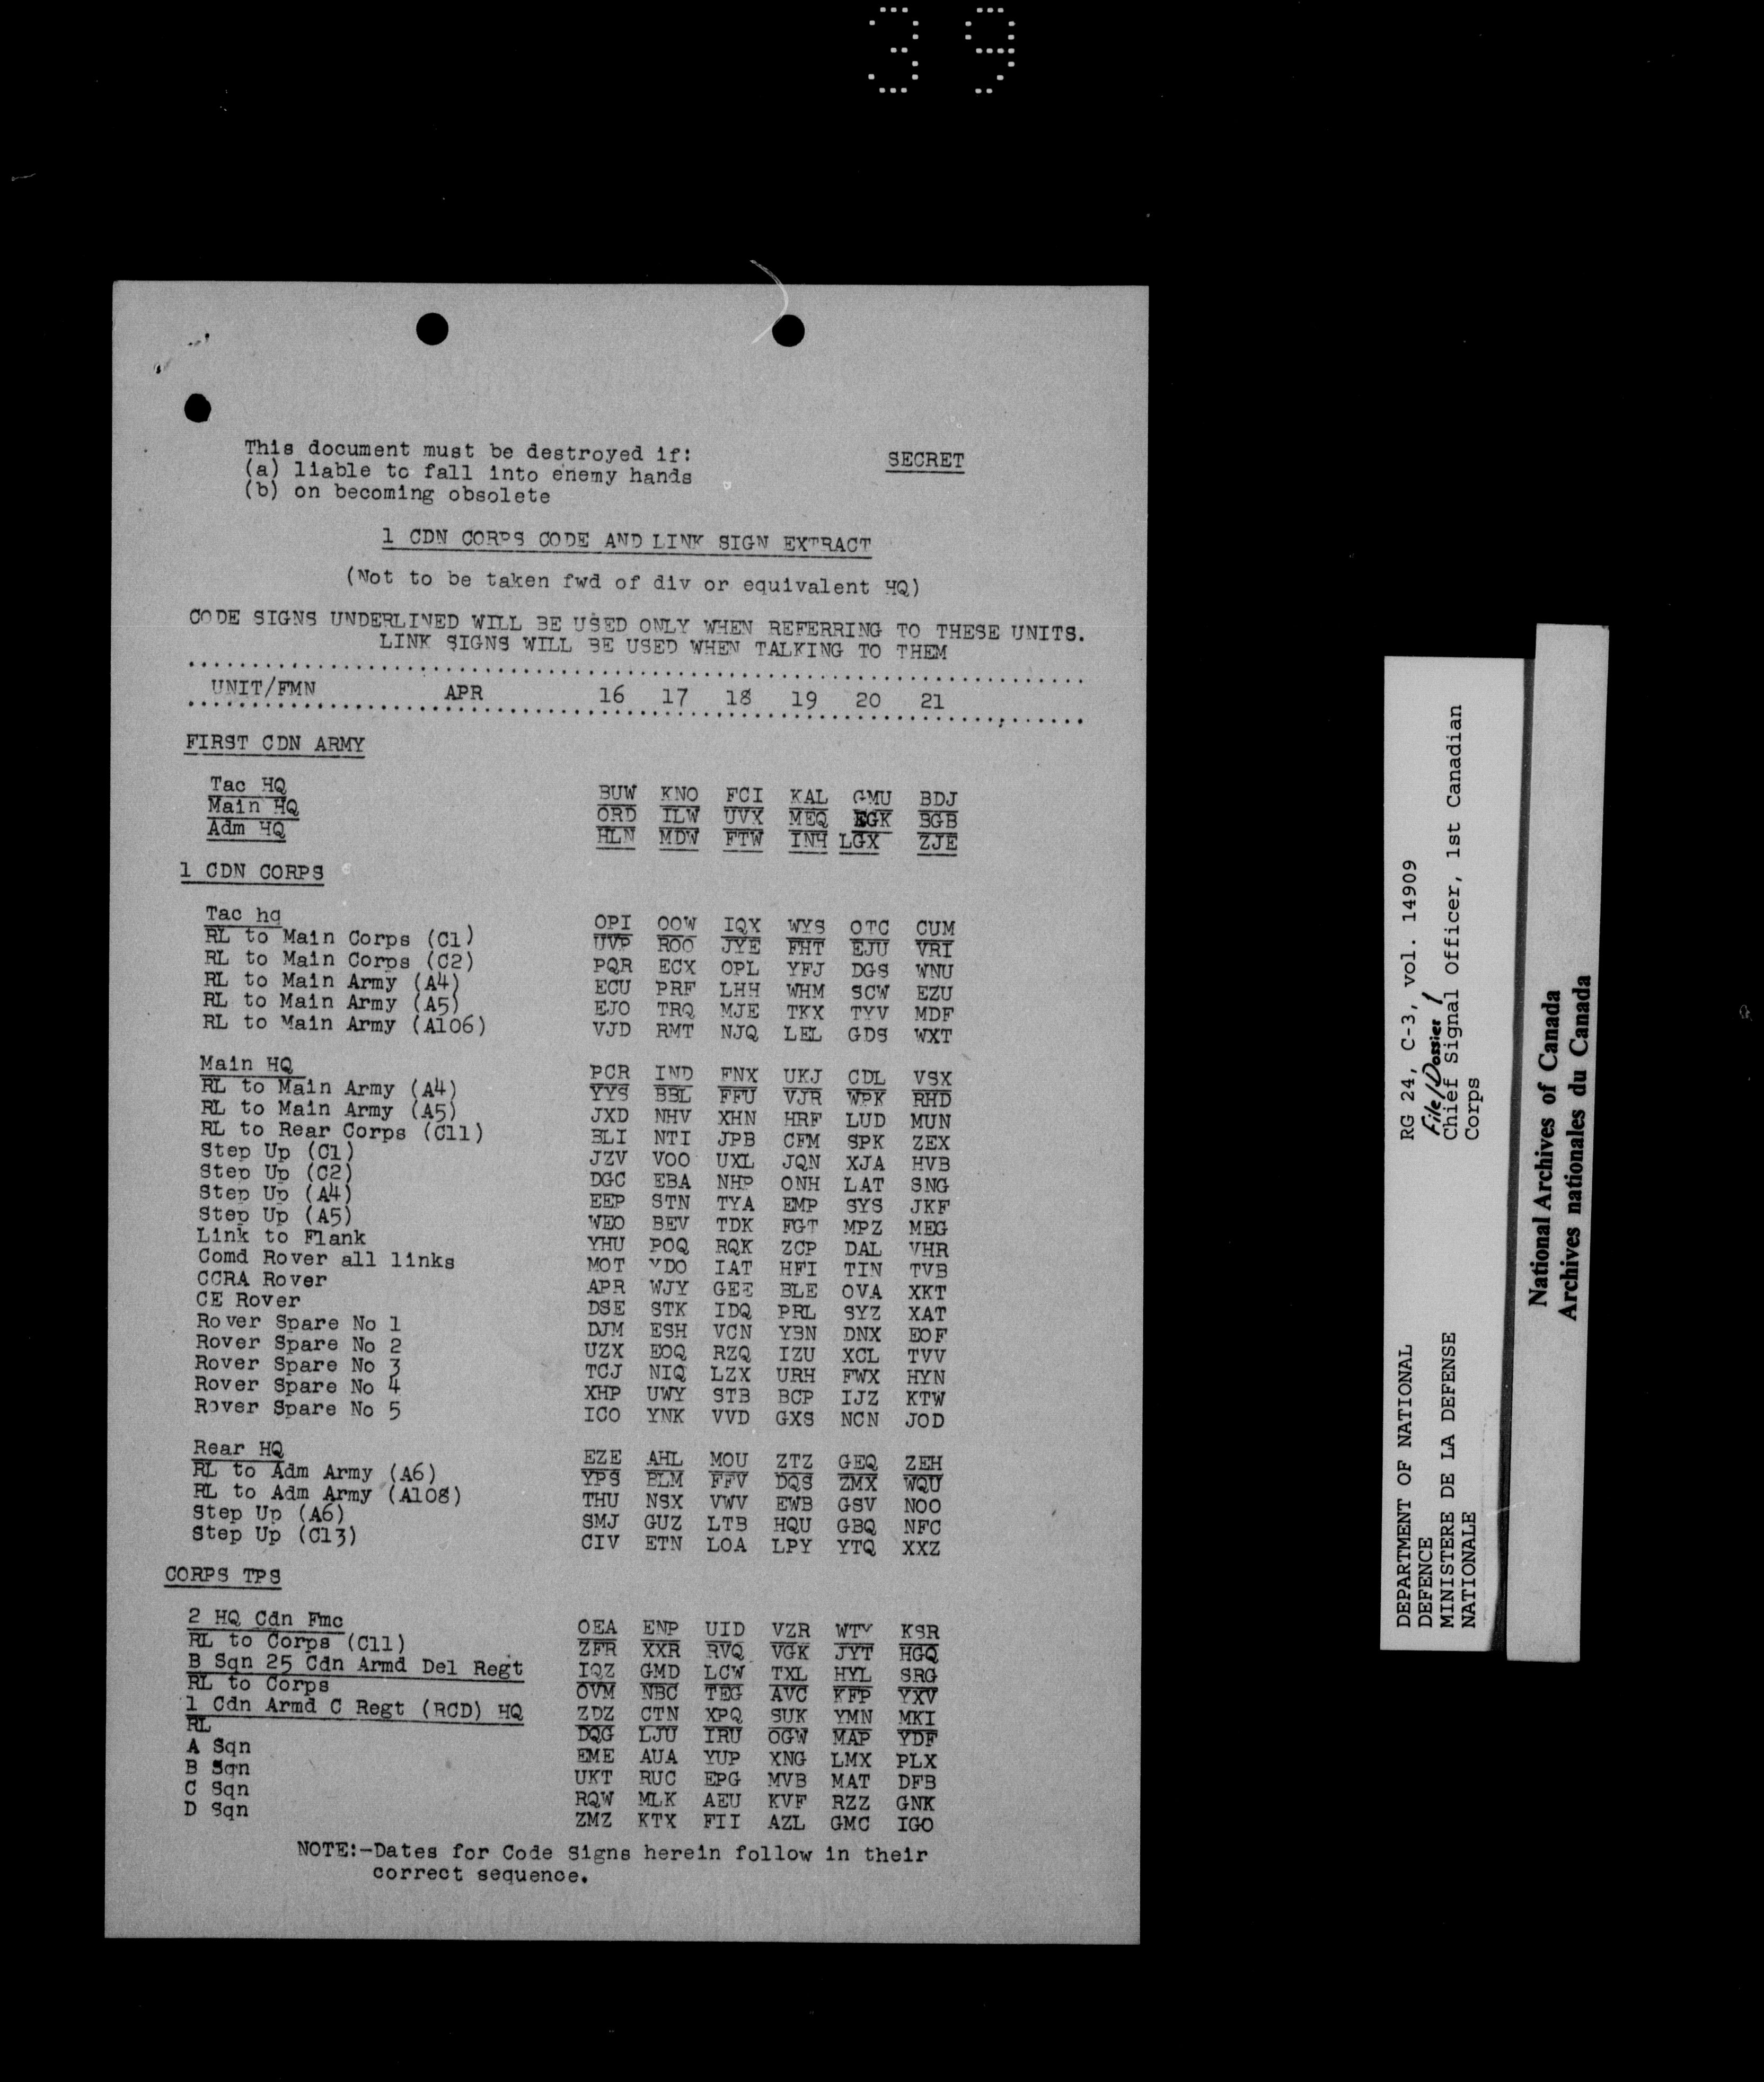 39
This document must be destroyed if:
(a) liable to fall into enemy hands
(b) on becoming obsolete
SECRET
1 CDN CORPS CODE AND LINK SIGN EXTRACT
(Not to be taken fwd of div or equivalent HQ)
CODE SIGNS UNDERLINED WILL BE USED ONLY WHEN REFERRING TO THESE UNITS.
LINK SIGNS WILL BE USED WHEN TALKING TO THEM
UNIT/FMN APR 16 17 18 19 20 21
FIRST CDN ARMY
Tac HQ BUW KNO FCI KAL GMU BDJ
Main HQ ORD ILW UVX MEQ EGK BGB
Adm HQ HLN MDW FTW INH LGX ZJE
1 CDN CORPS
Tac hq OPI OOW IQX WYS OTC CUM
RL to Main Corps (C1) UVP ROO JYE FHT EJU VRI
RL to Main Corps (C2) PQR ECX OPL YFJ DGS WNU
RL to Main Army (A4) ECU PRF LHH WHM SCW EZU
RL to Main Army (A5) EJO TRQ MJE TKX TYV MDF
RL to Main Army (A106) VJD RMT NJQ LEL GDS WXT
Main HQ PCR IND FNX UKJ CDL VSX
RL to Main Army (A4) YYS BBL FFU VJR WPK RHD
RL to Main Army (A5) JXD NHV XHN HRF LUD MUN
RL to Rear Corps (C11) BLI NTI JPB CFM SPK ZEX
Step Up (C1) JZV VOO UXL JQN XJA HVB
Step Up (C2) DGC EBA NHP ONH LAT SNG
Step Up (A4) EEP STN TYA EMP SYS JKF
Step Up (A5) WEO BEV TDK FGT MPZ MEG
Link to Flank YHU POQ RQK ZCP DAL VHR
Comd Rover all links MOT YDO IAT HFI TIN TVB
CCRA Rover APR WJY GEE BLE OVA XKT
CE Rover DSE STK IDQ PRL SYZ XAT
Rover Spare No 1 DJM ESH VCN YBN DNX EOF
Rover Spare No 2 UZX EOQ RZQ IZU XCL TVV
Rover Spare No 3 TCJ NIQ LZX URH FWX HYN
Rover Spare No 4 XHP UWY STB BCP IJZ KTW
Rover Spare No 5 ICO YNK VVD GXS NCN JOD
Rear HQ EZE AHL MOU ZTZ GEQ ZEH
RL to Adm Army (A6) YPS BLM FFV DQS ZMX WQU
RL to Adm Army (A108) THU NSX VWV EWB GSV NOO
Step Up (A6) SMJ GUZ LTB HQU GBQ NFC
Step Up (C13) CIV ETN LOA LPY YTQ XXZ
CORPS TPS
2 HQ Cdn Fmc OEA ENP UID VZR WTY KSR
RL to Corps (C11) ZFR XXR RVQ VGK JYT HGQ
B Sqn 25 Cdn Armd Del Regt IQZ GMD LCW TXL HYL SRG
RL to Corps OVM NBC TEG AVC KFP YXV
1 Cdn Armd C Regt (RCD) HQ ZDZ CTN XPQ SUK YMN MKI
RL DQG LJU IRU OGW MAP YDF
A Sqn EME AUA YUP XNG LMX PLX
B Sqn UKT RUC EPG MVB MAT DFB
C Sqn RQW MLK AEU KVF RZZ GNK
D Sqn ZMZ KTX FII AZL GMC IGO
NOTE:-Dates for Code Signs herein follow in their
correct sequence.
DEPARTMENT OF NATIONAL
DEFENCE
MINISTERE DE LA DEFENSE
NATIONALE
RG 24, C-3, vol. 14909
File/Dossier 1
Chief Signal Officer, 1st Canadian
Corps
National Archives of Canada
Archives nationales du Canada